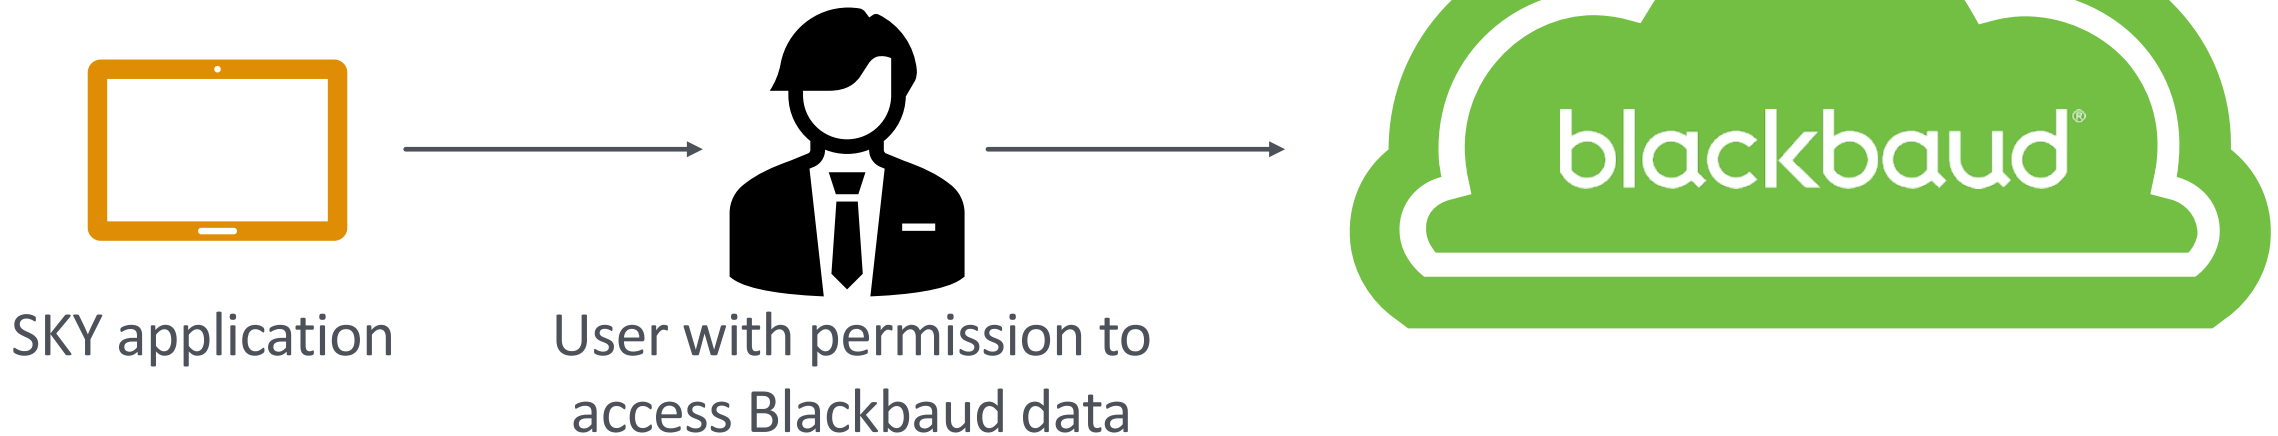 blackbaud®
SKY application
User with permission to
access Blackbaud data